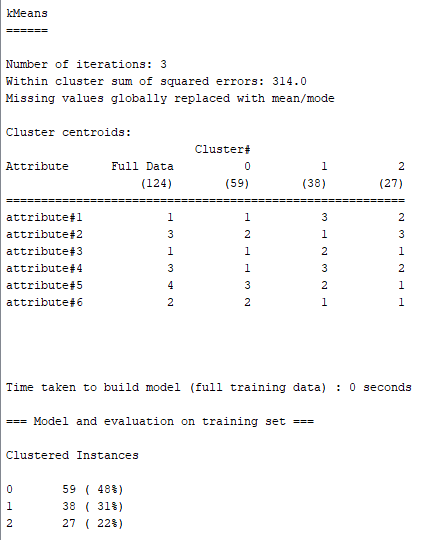 kMeans
======
Number of iterations: 3
Within cluster sum of squared errors: 314.0
Missing values globally replaced with mean/mode
Cluster centroids:
Cluster#
Attribute Full Data 0 1 2
(124) (59) (38) (27)
=========================================================
attribute#1 1 1 3 2
attribute#2 3 2 1 3
attribute#3 1 1 2 1
attribute#4 3 1 3 2
attribute#5 4 3 2 1
attribute#6 2 2 1 1
Time taken to build model (full training data) : 0 seconds
=== Model and evaluation on training set ===
Clustered Instances
0 59 ( 48%)
1 38 ( 31%)
2 27 ( 22%)